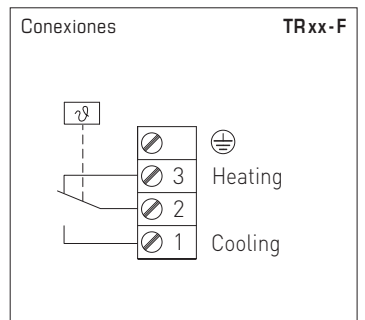 Conexiones TRxx-F
ϑ
3 Heating
2
1 Cooling